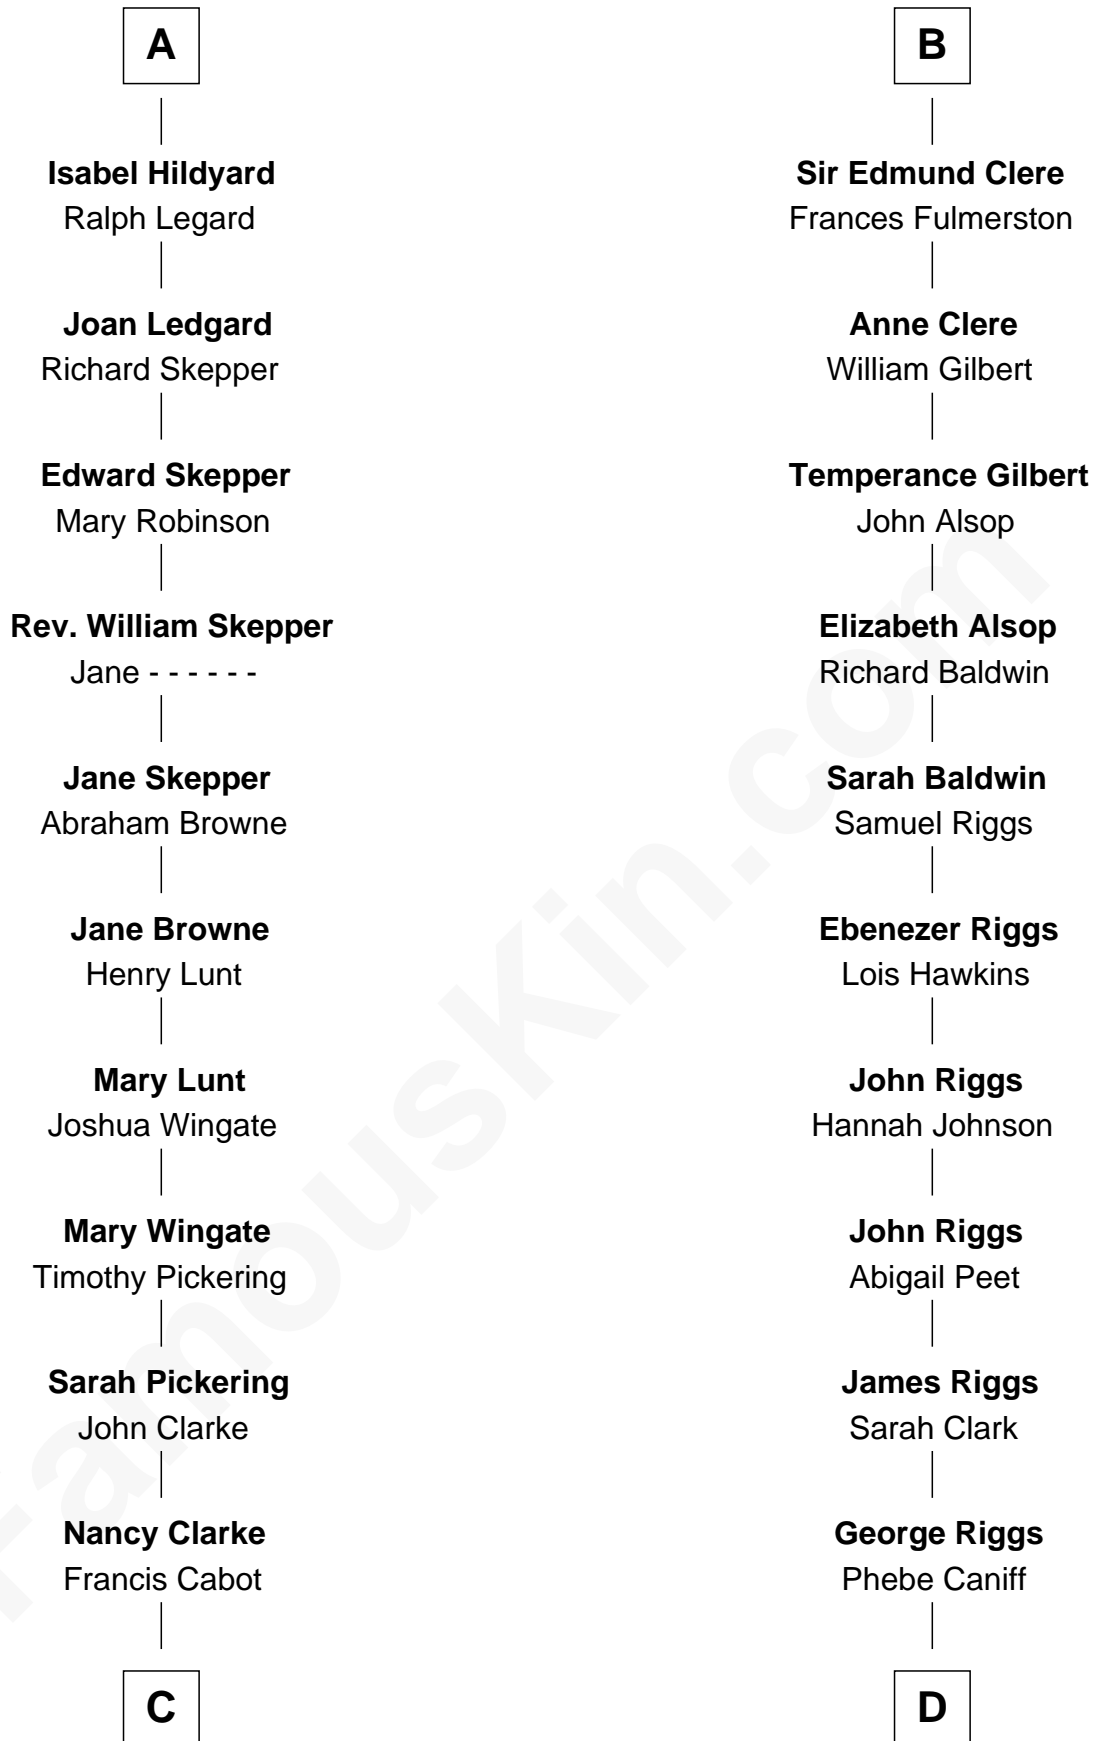 A
Isabel Hildyard
Ralph Legard
Joan Ledgard
Richard Skepper
Edward Skepper
Mary Robinson
Rev. William Skepper
Jane - - - - - -
Jane Skepper
Abraham Browne
Jane Browne
Henry Lunt
Mary Lunt
Joshua Wingate
Mary Wingate
Timothy Pickering
Sarah Pickering
John Clarke
Nancy Clarke
Francis Cabot
C
B
Sir Edmund Clere
Frances Fulmerston
Anne Clere
William Gilbert
Temperance Gilbert
John Alsop
Elizabeth Alsop
Richard Baldwin
Sarah Baldwin
Samuel Riggs
Ebenezer Riggs
Lois Hawkins
John Riggs
Hannah Johnson
John Riggs
Abigail Peet
James Riggs
Sarah Clark
George Riggs
Phebe Caniff
D
FamousKin.com